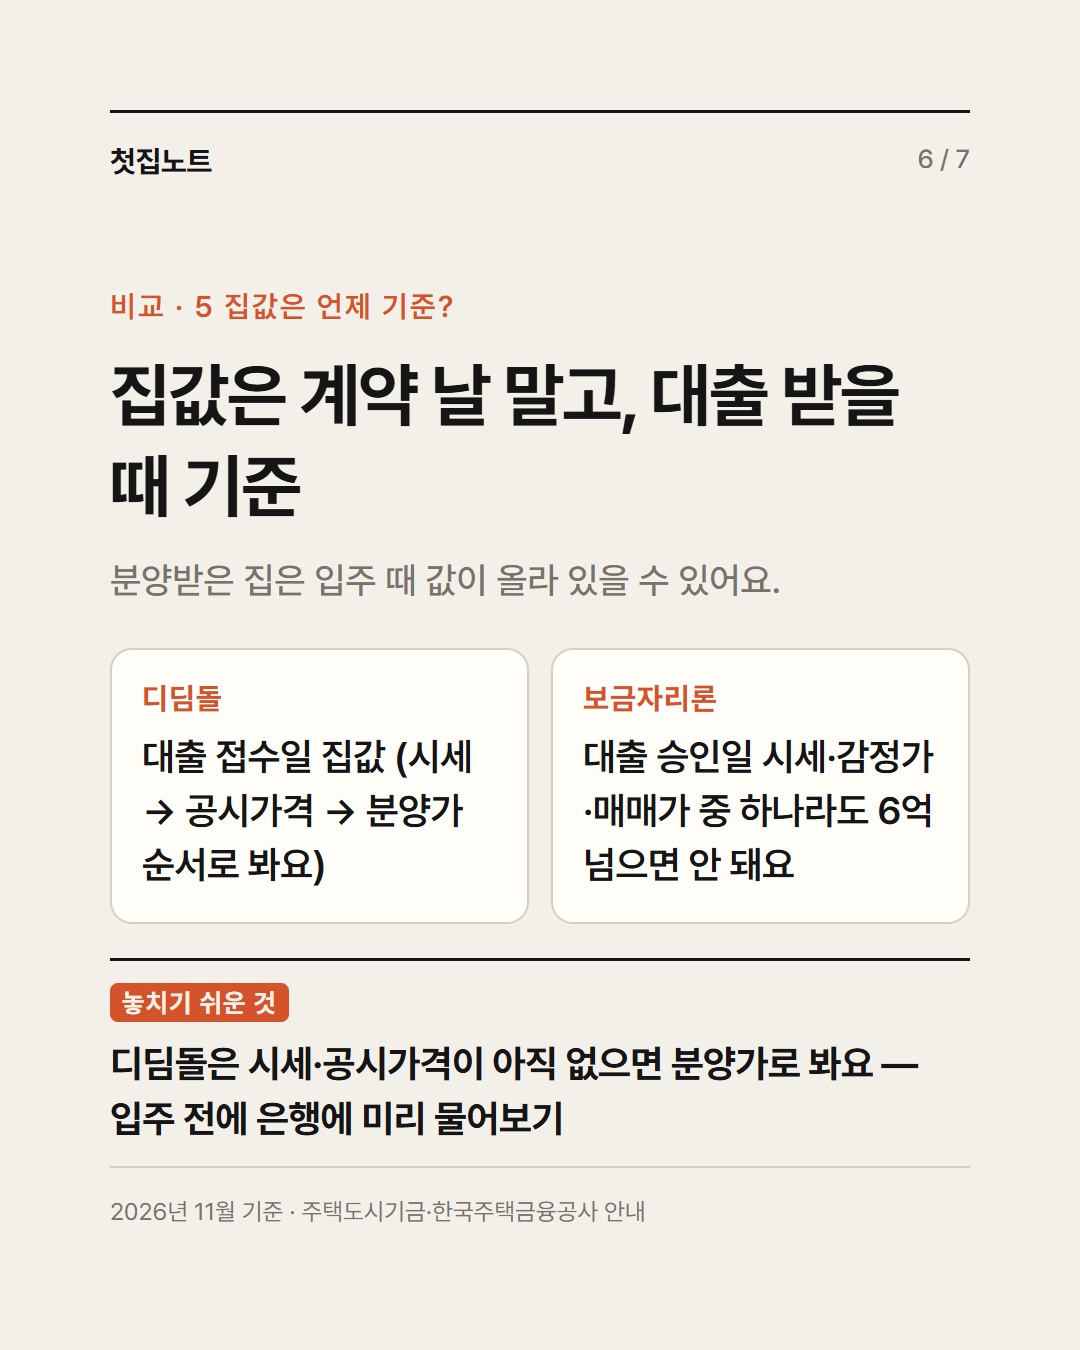 첫집노트
6 / 7
비교 · 5 집값은 언제 기준?
집값은 계약 날 말고, 대출 받을
때 기준
분양받은 집은 입주 때 값이 올라 있을 수 있어요.
디딤돌
대출 접수일 집값 (시세
→ 공시가격 → 분양가
순서로 봐요)
보금자리론
대출 승인일 시세·감정가
·매매가 중 하나라도 6억
넘으면 안 돼요
놓치기 쉬운 것
디딤돌은 시세·공시가격이 아직 없으면 분양가로 봐요 —
입주 전에 은행에 미리 물어보기
2026년 11월 기준 · 주택도시기금·한국주택금융공사 안내